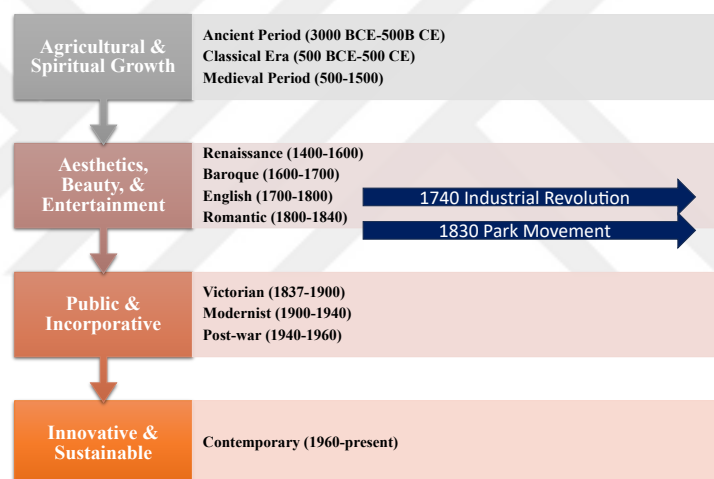 Agricultural &
Spiritual Growth
Ancient Period (3000 BCE-500B CE)
Classical Era (500 BCE-500 CE)
Medieval Period (500-1500)
Aesthetics,
Beauty, &
Entertainment
Renaissance (1400-1600)
Baroque (1600-1700)
English (1700-1800)
Romantic (1800-1840)
1740 Industrial Revolution
1830 Park Movement
Public &
Incorporative
Victorian (1837-1900)
Modernist (1900-1940)
Post-war (1940-1960)
Innovative &
Sustainable
Contemporary (1960-present)